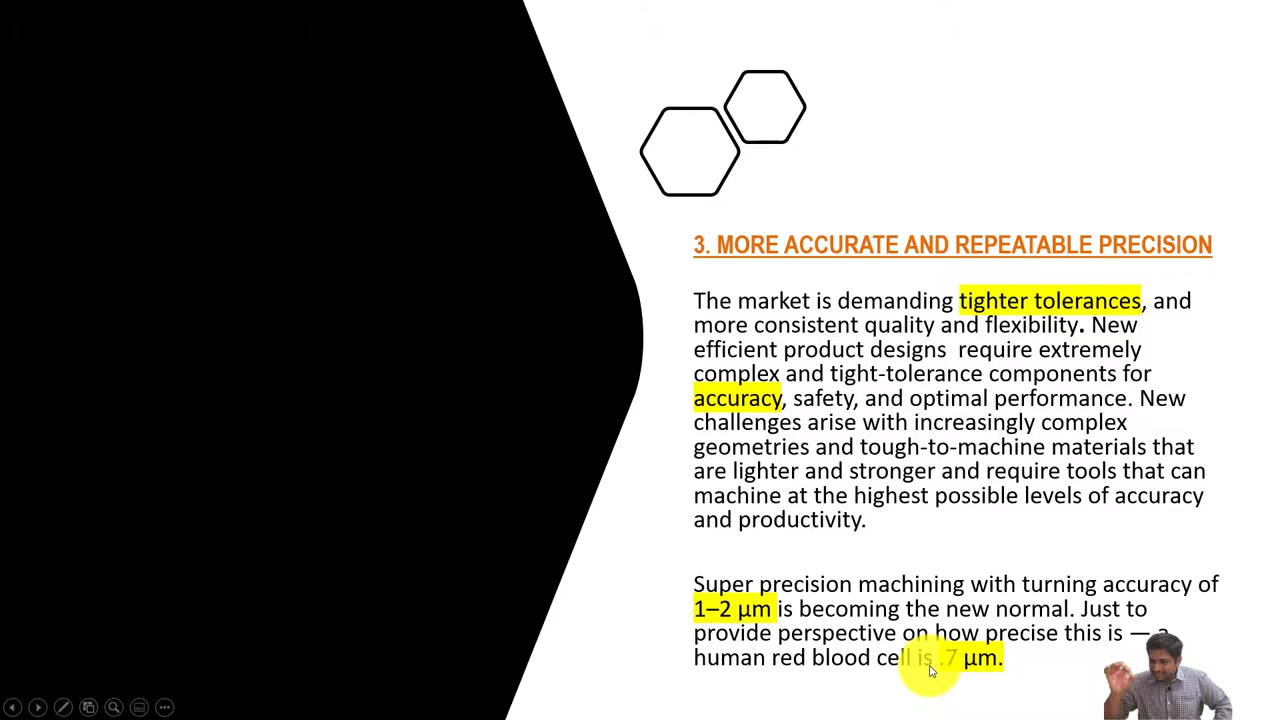 3. MORE ACCURATE AND REPEATABLE PRECISION
The market is demanding tighter tolerances, and
more consistent quality and flexibility. New
efficient product designs  require extremely
complex and tight-tolerance components for
accuracy, safety, and optimal performance. New
challenges arise with increasingly complex
geometries and tough-to-machine materials that
are lighter and stronger and require tools that can
machine at the highest possible levels of accuracy
and productivity.
Super precision machining with turning accuracy of
1–2 μm is becoming the new normal. Just to
provide perspective on how precise this is — a
human red blood cell is .7 μm.